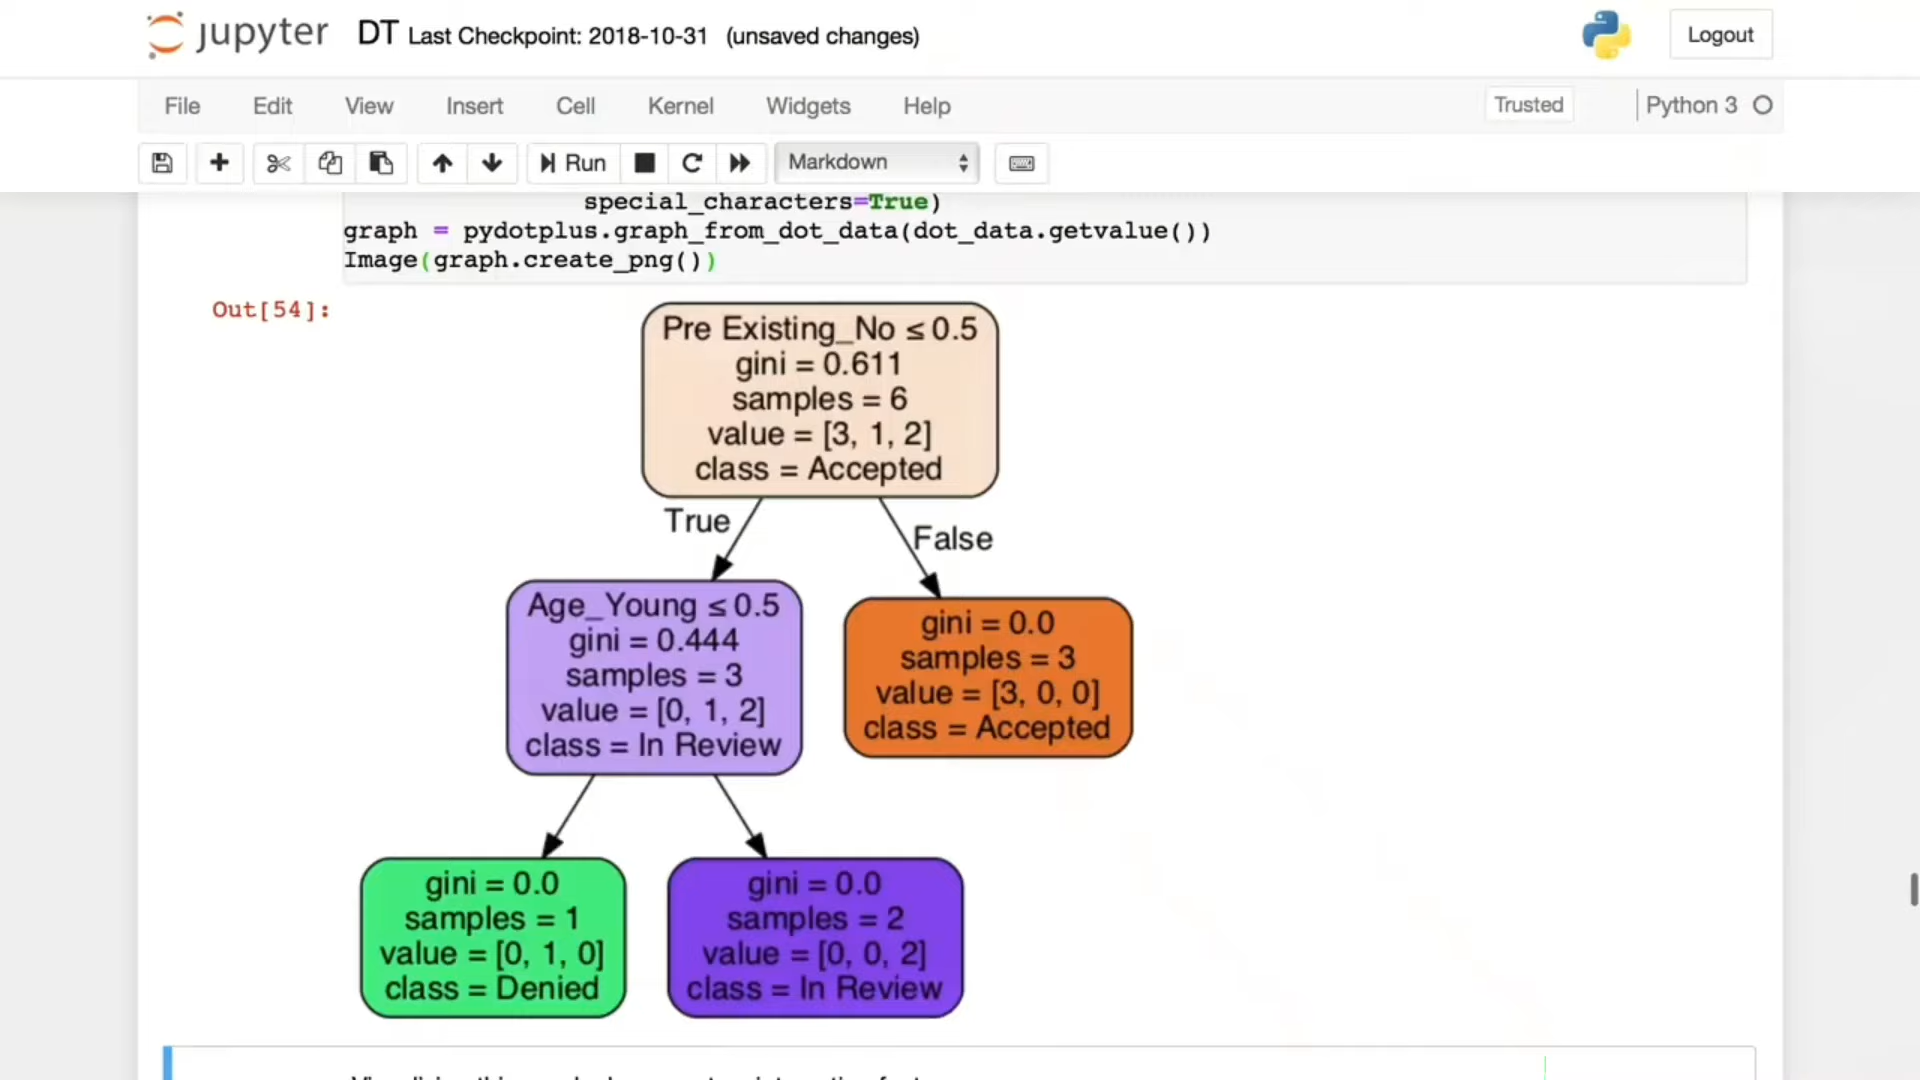 jupyter DT Last Checkpoint: 2018-10-31 (unsaved changes) Logout
File Edit View Insert Cell Kernel Widgets Help Trusted Python 3
Run Markdown
special_characters=True)
graph = pydotplus.graph_from_dot_data(dot_data.getvalue())
Image(graph.create_png())
Out[54]:
Pre Existing_No ≤ 0.5
gini = 0.611
samples = 6
value = [3, 1, 2]
class = Accepted
True
False
Age_Young ≤ 0.5
gini = 0.444
samples = 3
value = [0, 1, 2]
class = In Review
gini = 0.0
samples = 3
value = [3, 0, 0]
class = Accepted
gini = 0.0
samples = 1
value = [0, 1, 0]
class = Denied
gini = 0.0
samples = 2
value = [0, 0, 2]
class = In Review